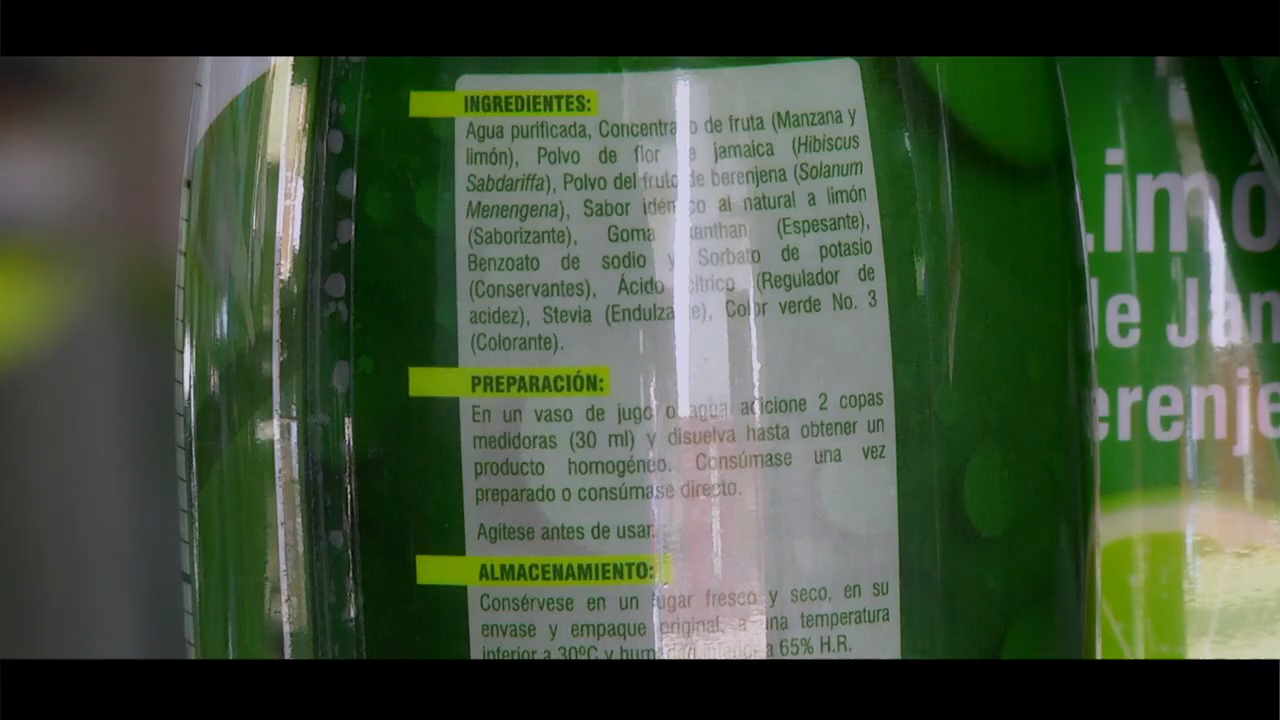 INGREDIENTES:
Agua purificada, Concentrado de fruta (Manzana y
limón), Polvo de flor de jamaica (Hibiscus
Sabdariffa), Polvo del fruto de berenjena (Solanum
Menengena), Sabor idéntico al natural a limón
(Saborizante), Goma xanthan (Espesante),
Benzoato de sodio y Sorbato de potasio
(Conservantes), Ácido cítrico (Regulador de
acidez), Stevia (Endulzante), Color verde No. 3
(Colorante).
PREPARACIÓN:
En un vaso de jugo o agua adicione 2 copas
medidoras (30 ml) y disuelva hasta obtener un
producto homogéneo. Consúmase una vez
preparado o consúmase directo.
Agitese antes de usar.
ALMACENAMIENTO:
Consérvese en un lugar fresco y seco, en su
envase y empaque original, a una temperatura
inferior a 30ºC y humedad inferior a 65% H.R.
Limó
de Jam
erenje